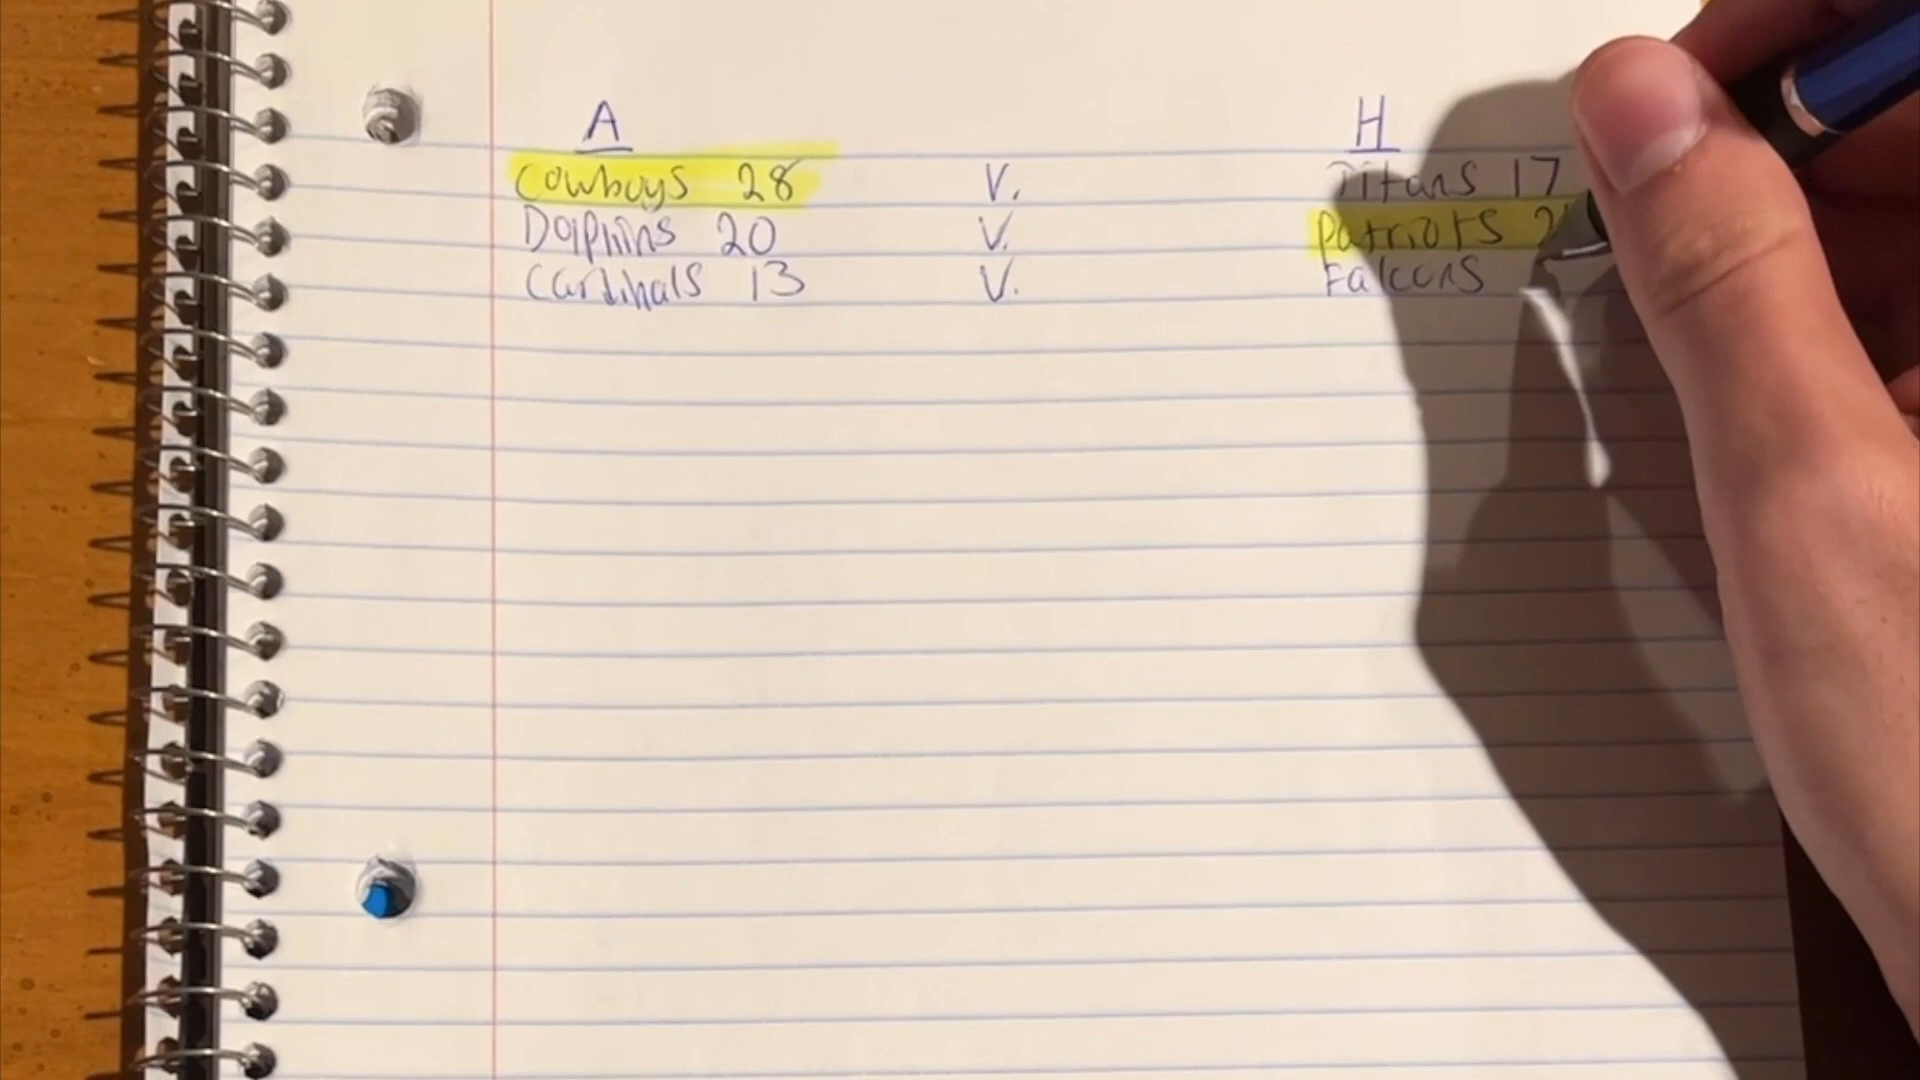 A H
Cowboys 28 V. Titans 17
Dolphins 20 V. Patriots
Cardinals 13 V. Falcons